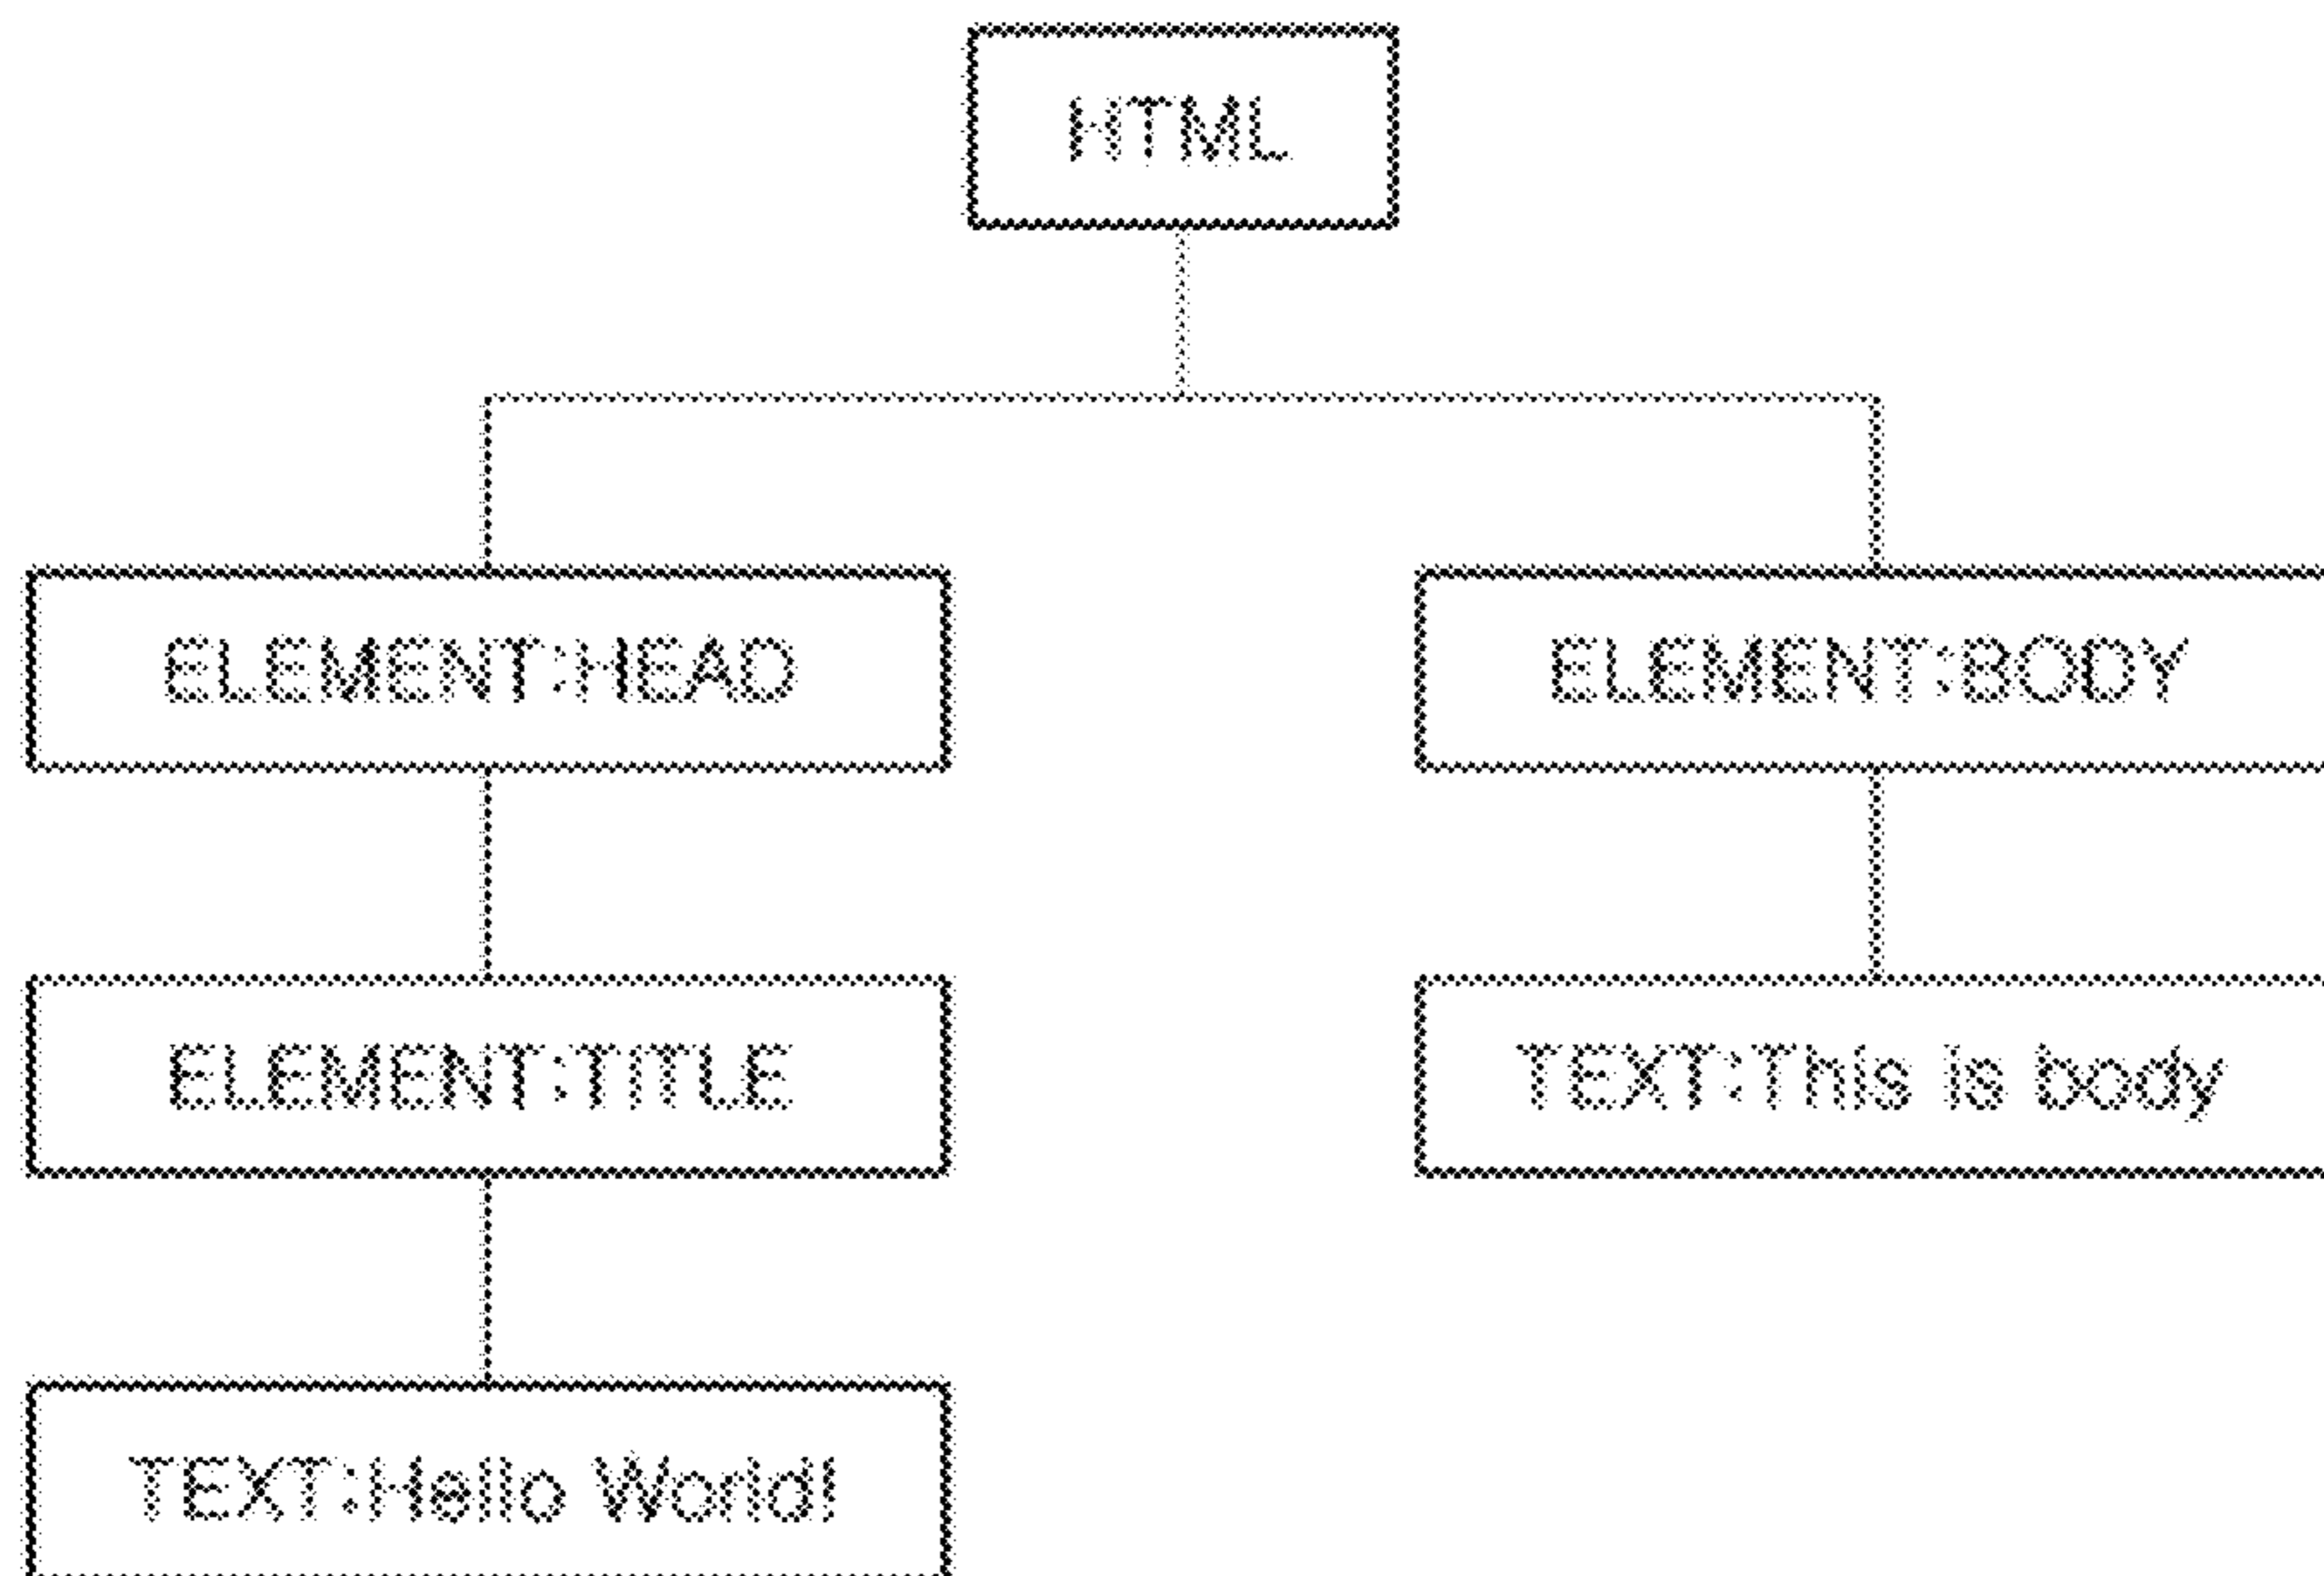 HTML
ELEMENT:HEAD
ELEMENT:BODY
ELEMENT:TITLE
TEXT:This is body
TEXT:Hello World!